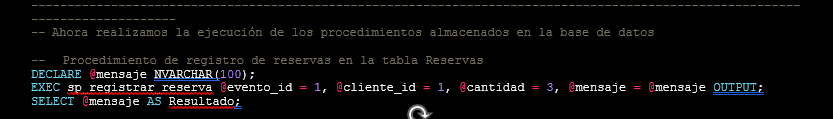 -------------------------------------------------------------------------------------------------------------
--------------------
-- Ahora realizamos la ejecución de los procedimientos almacenados en la base de datos
--   Procedimiento de registro de reservas en la tabla Reservas
DECLARE @mensaje NVARCHAR(100);
EXEC sp_registrar_reserva @evento_id = 1, @cliente_id = 1, @cantidad = 3, @mensaje = @mensaje OUTPUT;
SELECT @mensaje AS Resultado;